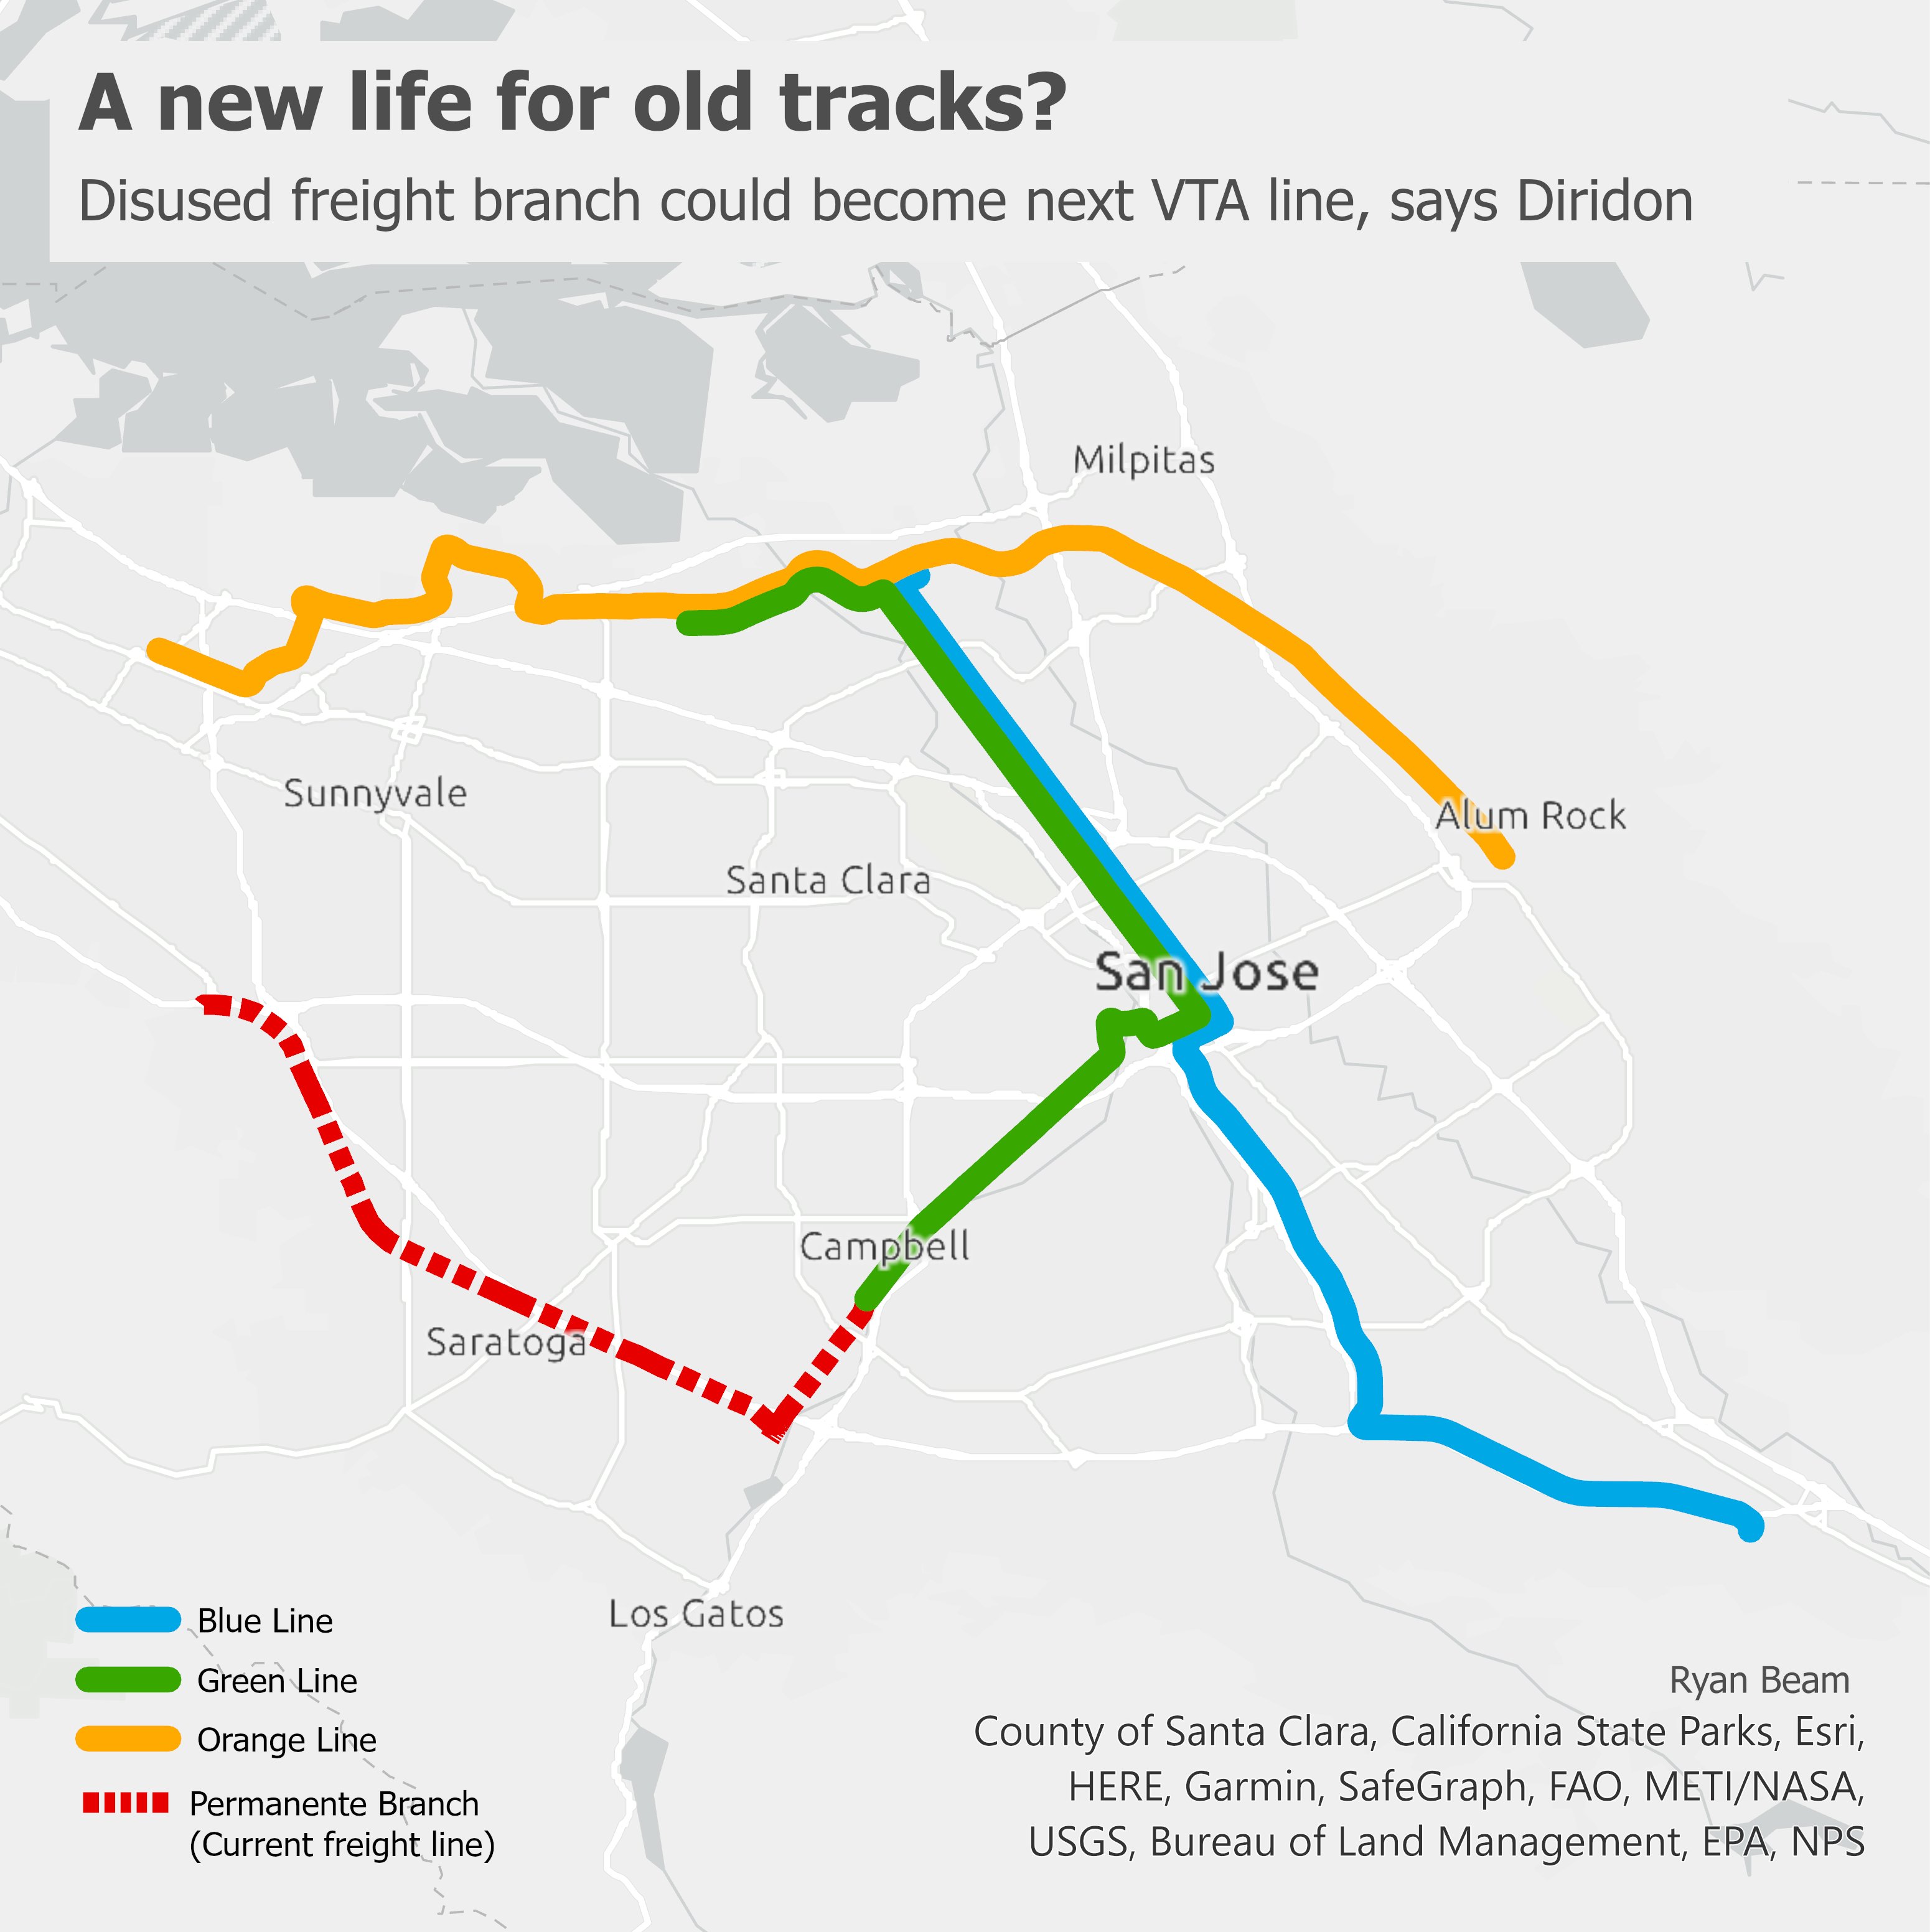 A new life for old tracks?
Disused freight branch could become next VTA line, says Diridon
Milpitas
Sunnyvale
Alum Rock
Santa Clara
San Jose
Campbell
Saratoga
Los Gatos
Blue Line
Green Line
Orange Line
Permanente Branch
(Current freight line)
Ryan Beam
County of Santa Clara, California State Parks, Esri,
HERE, Garmin, SafeGraph, FAO, METI/NASA,
USGS, Bureau of Land Management, EPA, NPS